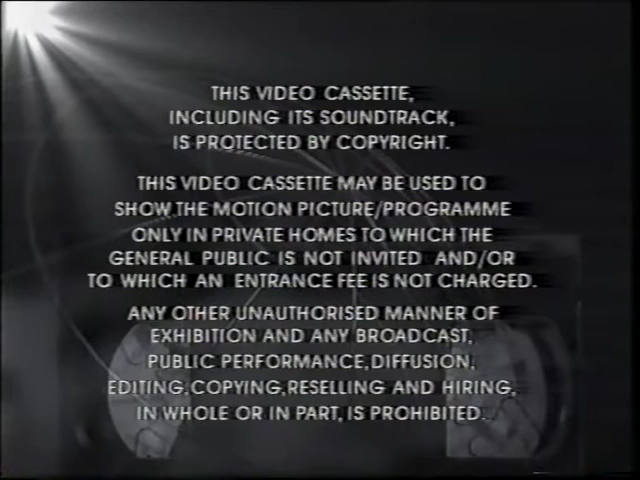 THIS VIDEO CASSETTE,
INCLUDING ITS SOUNDTRACK,
IS PROTECTED BY COPYRIGHT.
THIS VIDEO CASSETTE MAY BE USED TO
SHOW THE MOTION PICTURE/PROGRAMME
ONLY IN PRIVATE HOMES TO WHICH THE
GENERAL PUBLIC IS NOT INVITED AND/OR
TO WHICH AN ENTRANCE FEE IS NOT CHARGED.
ANY OTHER UNAUTHORISED MANNER OF
EXHIBITION AND ANY BROADCAST,
PUBLIC PERFORMANCE, DIFFUSION,
EDITING, COPYING, RESELLING AND HIRING,
IN WHOLE OR IN PART, IS PROHIBITED.